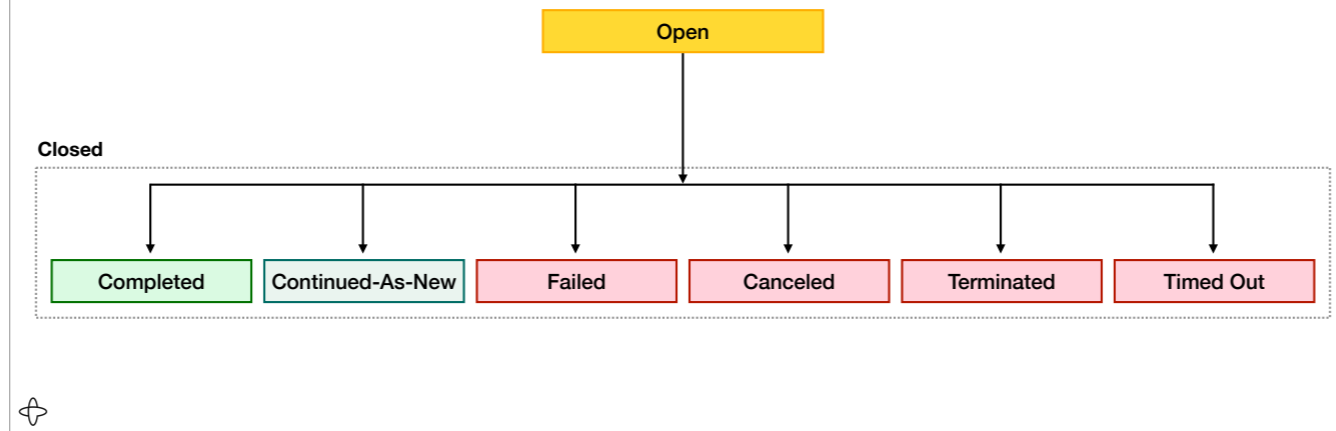 Open
Closed
Completed
Continued-As-New
Failed
Canceled
Terminated
Timed Out